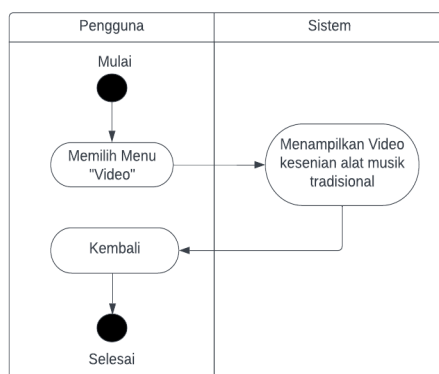 Pengguna
Sistem
Mulai
Memilih Menu
"Video"
Menampilkan Video
kesenian alat musik
tradisional
Kembali
Selesai